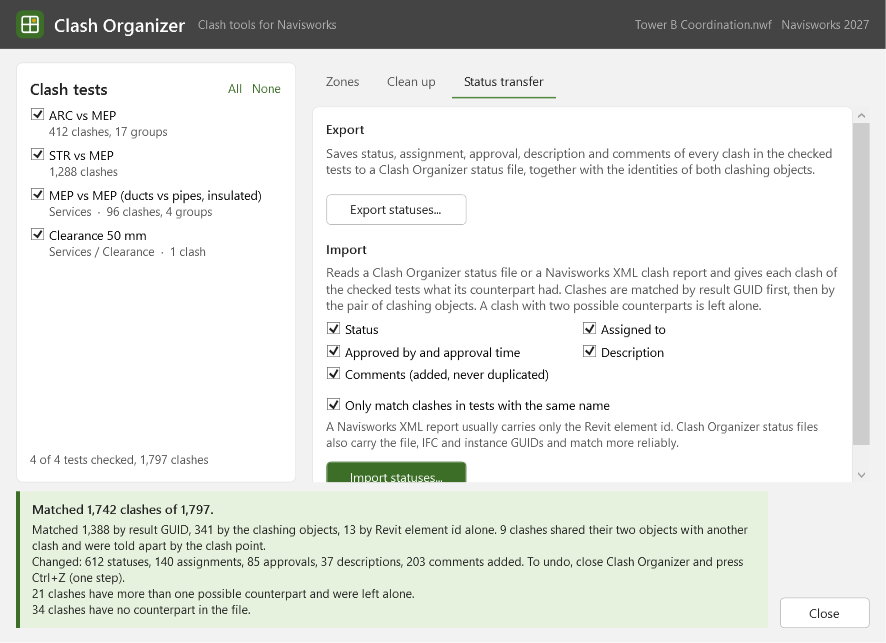 Clash Organizer Clash tools for Navisworks Tower B Coordination.nwf Navisworks 2027
Clash tests All None
ARC vs MEP
412 clashes, 17 groups
STR vs MEP
1,288 clashes
MEP vs MEP (ducts vs pipes, insulated)
Services · 96 clashes, 4 groups
Clearance 50 mm
Services / Clearance · 1 clash
4 of 4 tests checked, 1,797 clashes
Zones Clean up Status transfer
Export
Saves status, assignment, approval, description and comments of every clash in the checked
tests to a Clash Organizer status file, together with the identities of both clashing objects.
Export statuses...
Import
Reads a Clash Organizer status file or a Navisworks XML clash report and gives each clash of
the checked tests what its counterpart had. Clashes are matched by result GUID first, then by
the pair of clashing objects. A clash with two possible counterparts is left alone.
Status Assigned to
Approved by and approval time Description
Comments (added, never duplicated)
Only match clashes in tests with the same name
A Navisworks XML report usually carries only the Revit element id. Clash Organizer status files
also carry the file, IFC and instance GUIDs and match more reliably.
Import statuses...
Matched 1,742 clashes of 1,797.
Matched 1,388 by result GUID, 341 by the clashing objects, 13 by Revit element id alone. 9 clashes shared their two objects with another
clash and were told apart by the clash point.
Changed: 612 statuses, 140 assignments, 85 approvals, 37 descriptions, 203 comments added. To undo, close Clash Organizer and press
Ctrl+Z (one step).
21 clashes have more than one possible counterpart and were left alone.
34 clashes have no counterpart in the file.
Close